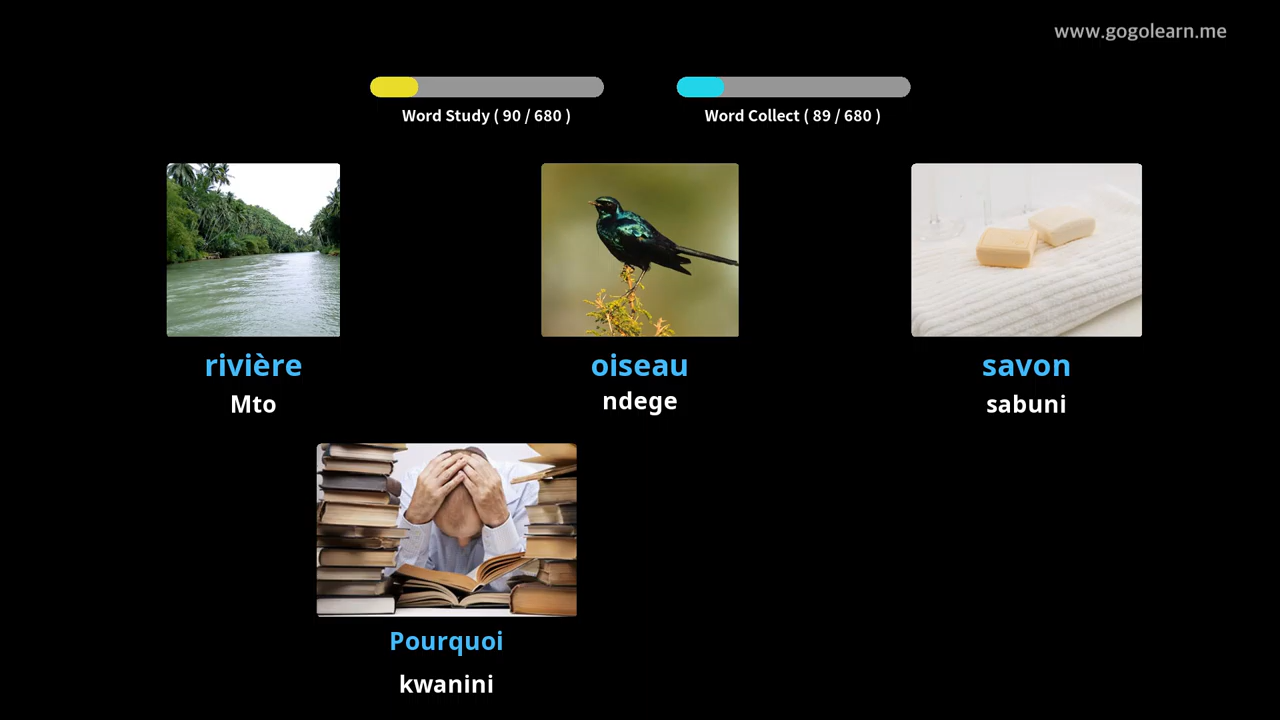 www.gogolearn.me
Word Study ( 90 / 680 )
Word Collect ( 89 / 680 )
rivière
Mto
oiseau
ndege
savon
sabuni
Pourquoi
kwanini